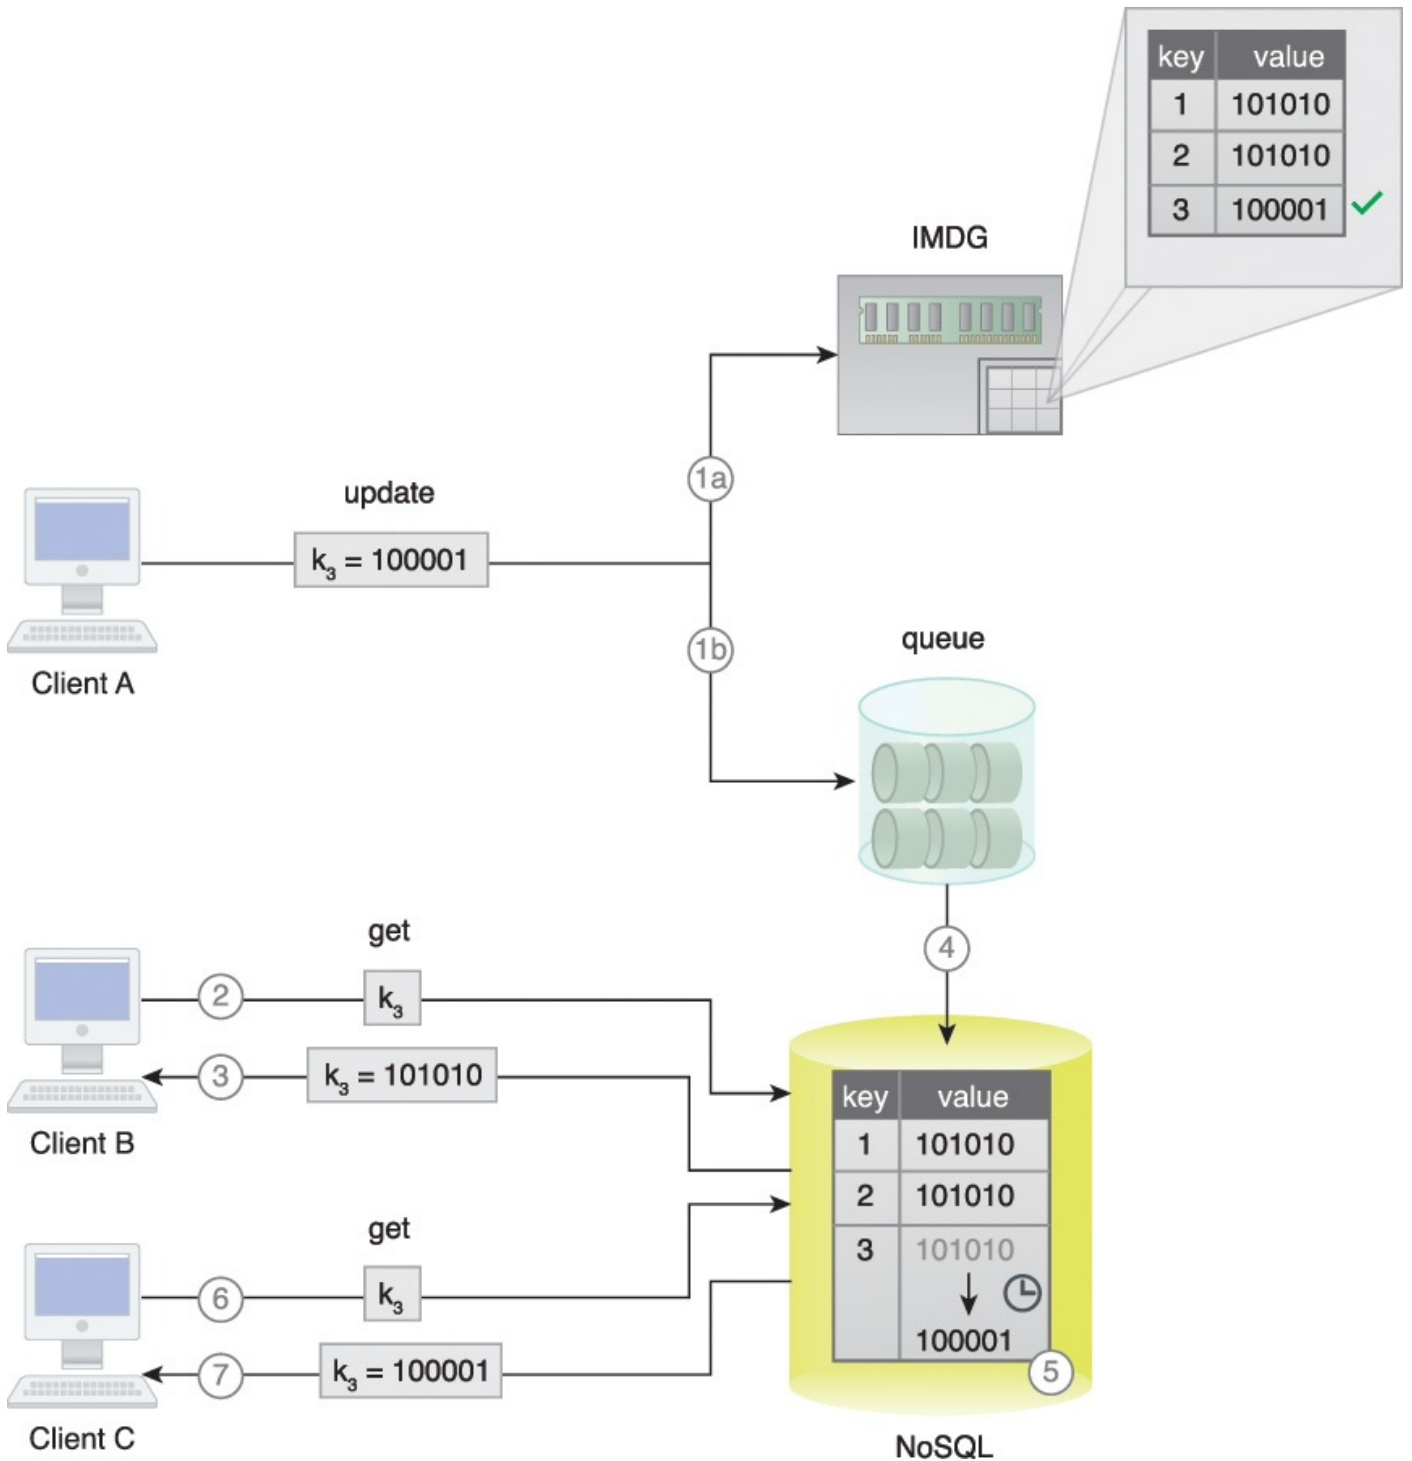 key value
1 101010
2 101010
3 100001
IMDG
1a
update
k3 = 100001
1b
queue
Client A
get
4
2
k3
3
k3 = 101010
key value
Client B
1 101010
2 101010
get
3 101010
6
k3
100001
7
k3 = 100001
5
Client C
NoSQL